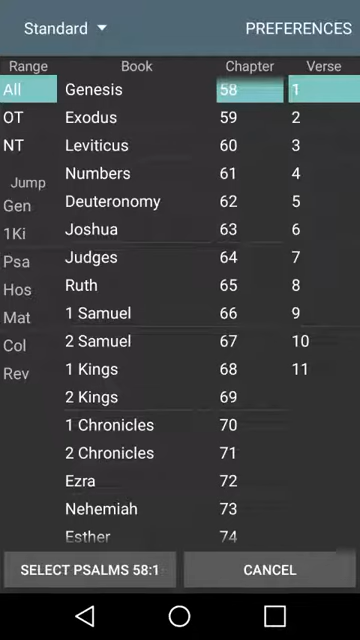 Standard PREFERENCES
Range Book Chapter Verse
All Genesis 58 1
OT Exodus 59 2
NT Leviticus 60 3
Numbers 61 4
Jump
Gen Deuteronomy 62 5
1Ki Joshua 63 6
Psa Judges 64 7
Hos Ruth 65 8
Mat 1 Samuel 66 9
Col 2 Samuel 67 10
Rev 1 Kings 68 11
2 Kings 69
1 Chronicles 70
2 Chronicles 71
Ezra 72
Nehemiah 73
Esther 74
SELECT PSALMS 58:1 CANCEL